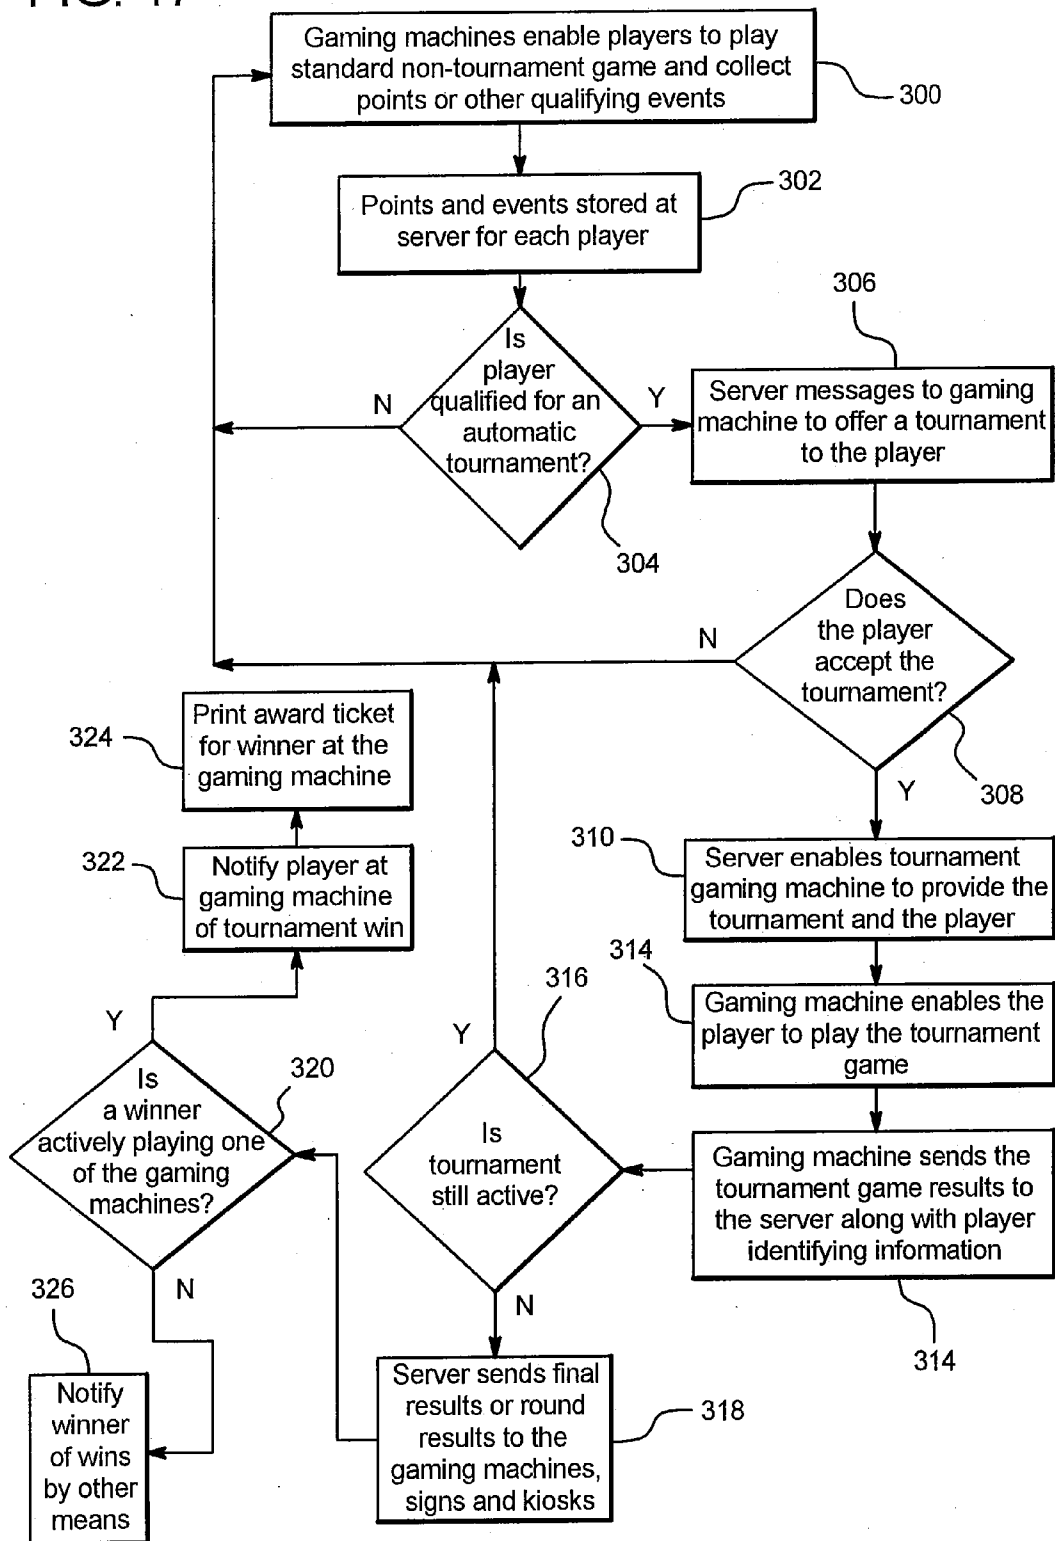 FIG. 17
Gaming machines enable players to play
standard non-tournament game and collect
points or other qualifying events
300
Points and events stored at
server for each player
302
306
Is
player
qualified for an
automatic
tournament?
N
Y
304
Server messages to gaming
machine to offer a tournament
to the player
Does
the player
accept the
tournament?
N
Y
308
324
Print award ticket
for winner at the
gaming machine
322
Notify player at
gaming machine
of tournament win
310
Server enables tournament
gaming machine to provide the
tournament and the player
314
Gaming machine enables the
player to play the tournament
game
316
Y
Is
tournament
still active?
N
Gaming machine sends the
tournament game results to
the server along with player
identifying information
314
Y
320
Is
a winner
actively playing one
of the gaming
machines?
N
326
Notify
winner
of wins
by other
means
Server sends final
results or round
results to the
gaming machines,
signs and kiosks
318